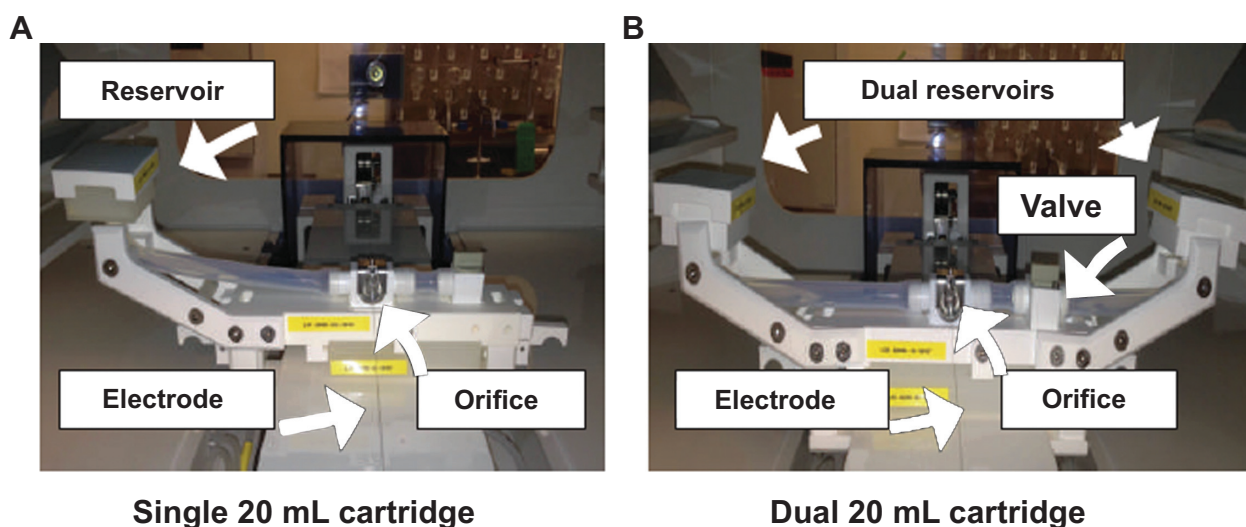 A
B
Reservoir
Dual reservoirs
Valve
Electrode
Orifice
Electrode
Orifice
Single 20 mL cartridge
Dual 20 mL cartridge